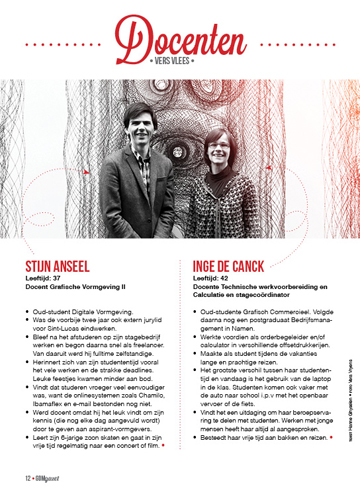 Docenten
• VERS VLEES •
STIJN ANSEEL
Leeftijd: 37
Docent Grafische Vormgeving II
• Oud-student Digitale Vormgeving.
• Was de voorbije twee jaar ook extern jurylid
voor Sint-Lucas eindwerken.
• Bleef na het afstuderen op zijn stagebedrijf
werken en begon daarna snel als freelancer.
Van daaruit werd hij fulltime zelfstandige.
• Herinnert zich van zijn studententijd vooral
het vele werken en de strakke deadlines.
Leuke feestjes kwamen minder aan bod.
• Vindt dat studeren vroeger veel eenvoudiger
was, want de onlinesystemen zoals Chamilo,
Ibamaflex en e-mail bestonden nog niet.
• Werd docent omdat hij het leuk vindt om zijn
kennis (die nog elke dag aangevuld wordt)
door te geven aan aspirant-vormgevers.
• Leert zijn 6-jarige zoon skaten en gaat in zijn
vrije tijd regelmatig naar een concert of film. •
INGE DE CANCK
Leeftijd: 42
Docente Technische werkvoorbereiding en
Calculatie en stagecoördinator
• Oud-studente Grafisch Commercieel. Volgde
daarna nog een postgraduaat Bedrijfsmana-
gement in Namen.
• Werkte voordien als orderbegeleider en/of
calculator in verschillende offsetdrukkerijen.
• Maakte als student tijdens de vakanties
lange en prachtige reizen.
• Het grootste verschil tussen haar studenten-
tijd en vandaag is het gebruik van de laptop
in de klas. Studenten komen ook vaker met
de auto naar school i.p.v met het openbaar
vervoer of de fiets.
• Vindt het een uitdaging om haar beroepserva-
ring te delen met studenten. Werken met jonge
mensen heeft haar altijd al aangesproken.
• Besteedt haar vrije tijd aan bakken en reizen. •
12 •